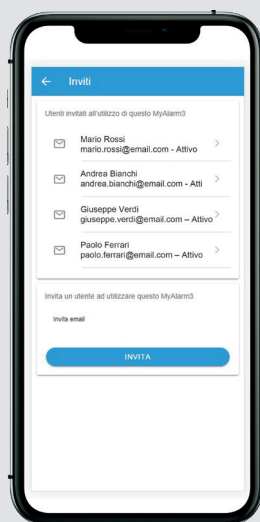 Inviti
Utenti invitati all'utilizzo di questo MyAlarm3
Mario Rossi
mario.rossi@email.com - Attivo
Andrea Bianchi
andrea.bianchi@email.com - Atti
Giuseppe Verdi
giuseppe.verdi@email.com – Attivo
Paolo Ferrari
paolo.ferrari@email.com – Attivo
Invita un utente ad utilizzare questo MyAlarm3
Invita email
INVITA